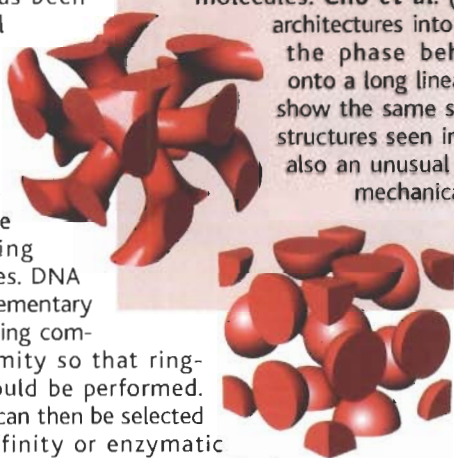 as been
e
ing
es. DNA
ementary
ing com-
mity so that ring-
ould be performed.
can then be selected
finity or enzymatic
molecules. Cho et al. (
architectures into
the phase beh
onto a long linea
show the same s
structures seen in
also an unusual
mechanica